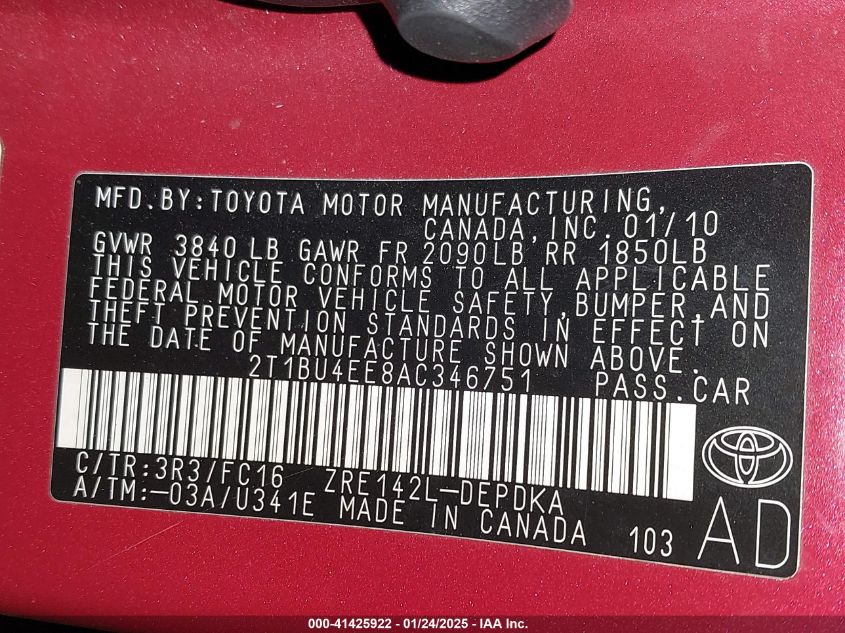 MFD.BY:TOYOTA MOTOR MANUFACTURING,
CANADA,INC.01/10
GVWR 3840 LB GAWR FR 2090LB RR 1850LB
THIS VEHICLE CONFORMS TO ALL APPLICABLE
FEDERAL MOTOR VEHICLE SAFETY,BUMPER,AND
THEFT PREVENTION STANDARDS IN EFFECT ON
THE DATE OF MANUFACTURE SHOWN ABOVE.
2T1BU4EE8AC346751 PASS.CAR
C/TR:3R3/FC16 ZRE142L-DEPDKA
A/TM:-03A/U341E MADE IN CANADA 103 AD
000-41425922 - 01/24/2025 - IAA Inc.